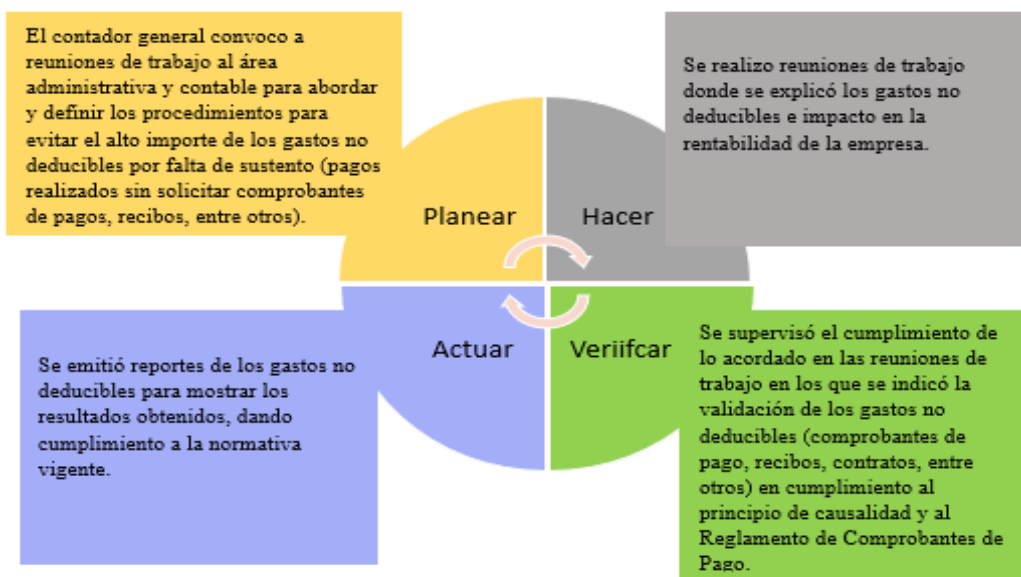 El contador general convoco a
reuniones de trabajo al área
administrativa y contable para abordar
y definir los procedimientos para
evitar el alto importe de los gastos no
deducibles por falta de sustento (pagos
realizados sin solicitar comprobantes
de pagos, recibos, entre otros).
Se realizo reuniones de trabajo
donde se explicó los gastos no
deducibles e impacto en la
rentabilidad de la empresa.
Planear
Hacer
Actuar
Veriifcar
Se emitió reportes de los gastos no
deducibles para mostrar los
resultados obtenidos, dando
cumplimiento a la normativa
vigente.
Se supervisó el cumplimiento de
lo acordado en las reuniones de
trabajo en los que se indicó la
validación de los gastos no
deducibles (comprobantes de
pago, recibos, contratos, entre
otros) en cumplimiento al
principio de causalidad y al
Reglamento de Comprobantes de
Pago.